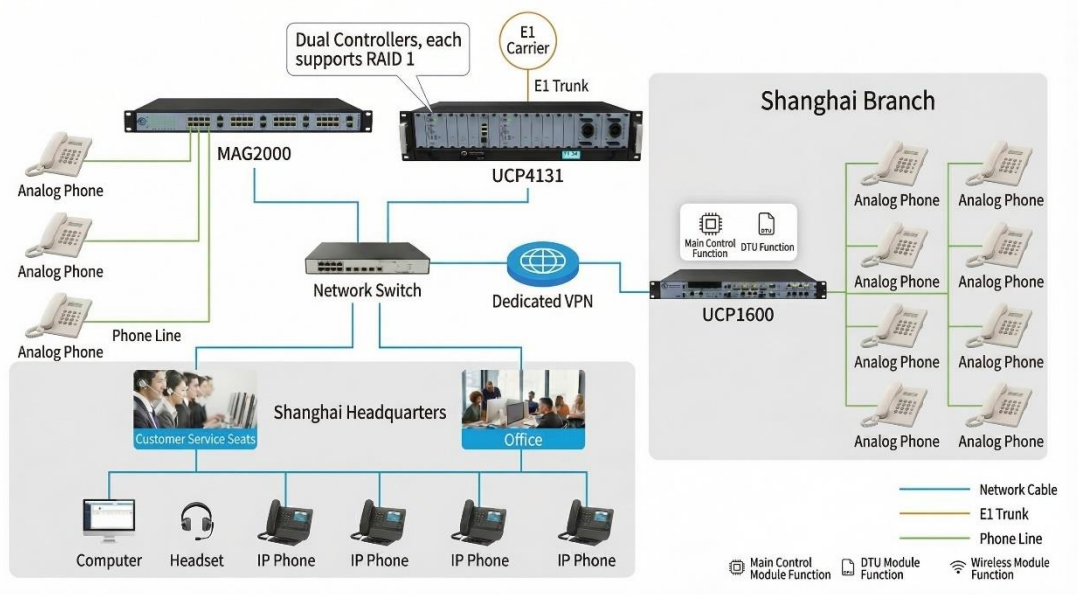 Dual Controllers, each
supports RAID 1
E1
Carrier
E1 Trunk
MAG2000
UCP4131
Analog Phone
Analog Phone
Analog Phone
Phone Line
Network Switch
Dedicated VPN
Shanghai Branch
Main Control
Function
DTU
DTU Function
UCP1600
Analog Phone
Analog Phone
Analog Phone
Analog Phone
Analog Phone
Analog Phone
Analog Phone
Analog Phone
Shanghai Headquarters
Customer Service Seats
Office
Computer
Headset
IP Phone
IP Phone
IP Phone
IP Phone
Network Cable
E1 Trunk
Phone Line
Main Control
Module Function
DTU Module
Function
Wireless Module
Function